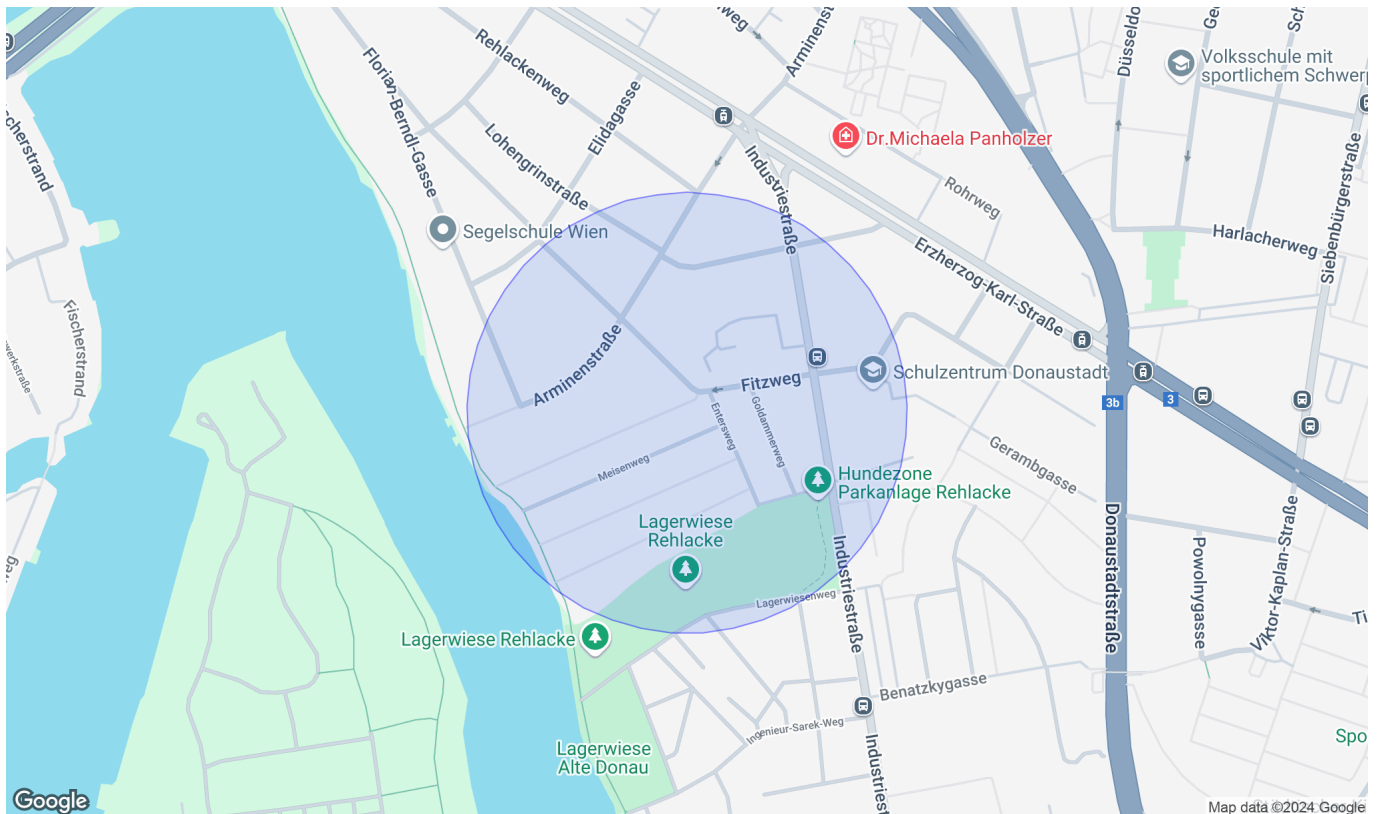 Rehlackenweg
Arminenst
weg
Düsseldo
Florian-Berndl-Gasse
Elidagasse
Volksschule mit
sportlichem Schwerp
Lohengrinstraße
Dr.Michaela Panholzer
Industriestraße
Rohrweg
Siebenbürgerstraße
Segelschule Wien
Harlacherweg
Erzherzog-Karl-Straße
Fischerstrand
Arminenstraße
Fitzweg
Schulzentrum Donaustadt
3b
3
Entersweg
Goldammerweg
Meisenweg
Gerambgasse
Hundezone
Parkanlage Rehlacke
Lagerwiese
Rehlacke
Donaustadtstraße
Industriestraße
Powolnygasse
Viktor-Kaplan-Straße
Lagerwiesenweg
Lagerwiese Rehlacke
Benatzkygasse
Ingenieur-Sarek-Weg
Lagerwiese
Alte Donau
Industriest
Spo
Google
Map data ©2024 Google